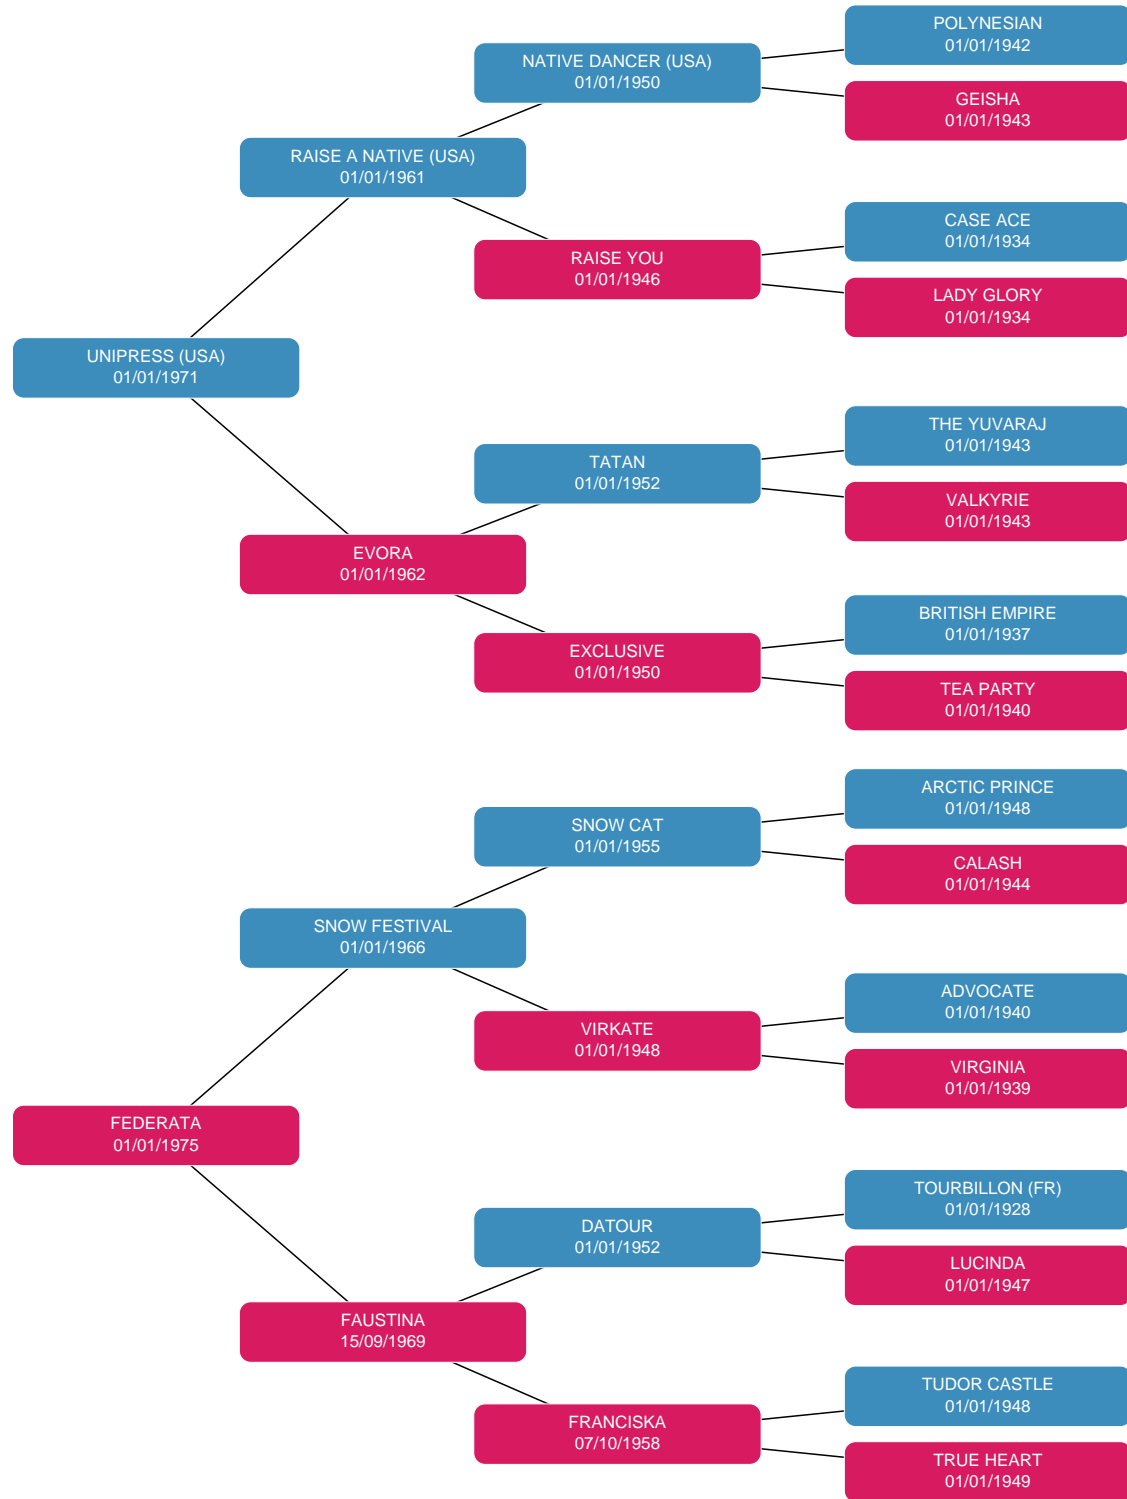 POLYNESIAN
01/01/1942
NATIVE DANCER (USA)
01/01/1950
GEISHA
01/01/1943
RAISE A NATIVE (USA)
01/01/1961
CASE ACE
01/01/1934
RAISE YOU
01/01/1946
LADY GLORY
01/01/1934
UNIPRESS (USA)
01/01/1971
THE YUVARAJ
01/01/1943
TATAN
01/01/1952
VALKYRIE
01/01/1943
EVORA
01/01/1962
BRITISH EMPIRE
01/01/1937
EXCLUSIVE
01/01/1950
TEA PARTY
01/01/1940
ARCTIC PRINCE
01/01/1948
SNOW CAT
01/01/1955
CALASH
01/01/1944
SNOW FESTIVAL
01/01/1966
ADVOCATE
01/01/1940
VIRKATE
01/01/1948
VIRGINIA
01/01/1939
FEDERATA
01/01/1975
TOURBILLON (FR)
01/01/1928
DATOUR
01/01/1952
LUCINDA
01/01/1947
FAUSTINA
15/09/1969
TUDOR CASTLE
01/01/1948
FRANCISKA
07/10/1958
TRUE HEART
01/01/1949